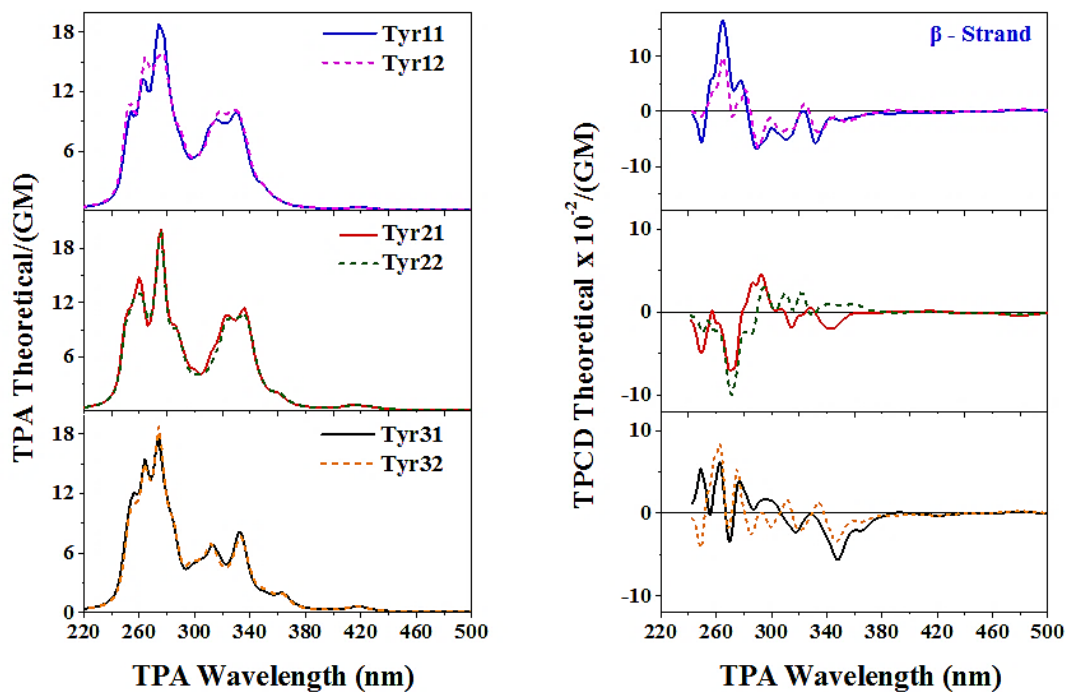 TPA Theoretical/(GM)
18
12
6
Tyr11
Tyr12
18
12
6
Tyr21
Tyr22
18
12
6
0
Tyr31
Tyr32
220 260 300 340 380 420 460 500
TPA Wavelength (nm)
TPCD Theoretical x 10-2/(GM)
10
0
-10
β - Strand
10
0
-10
10
0
-10
220 260 300 340 380 420 460 500
TPA Wavelength (nm)